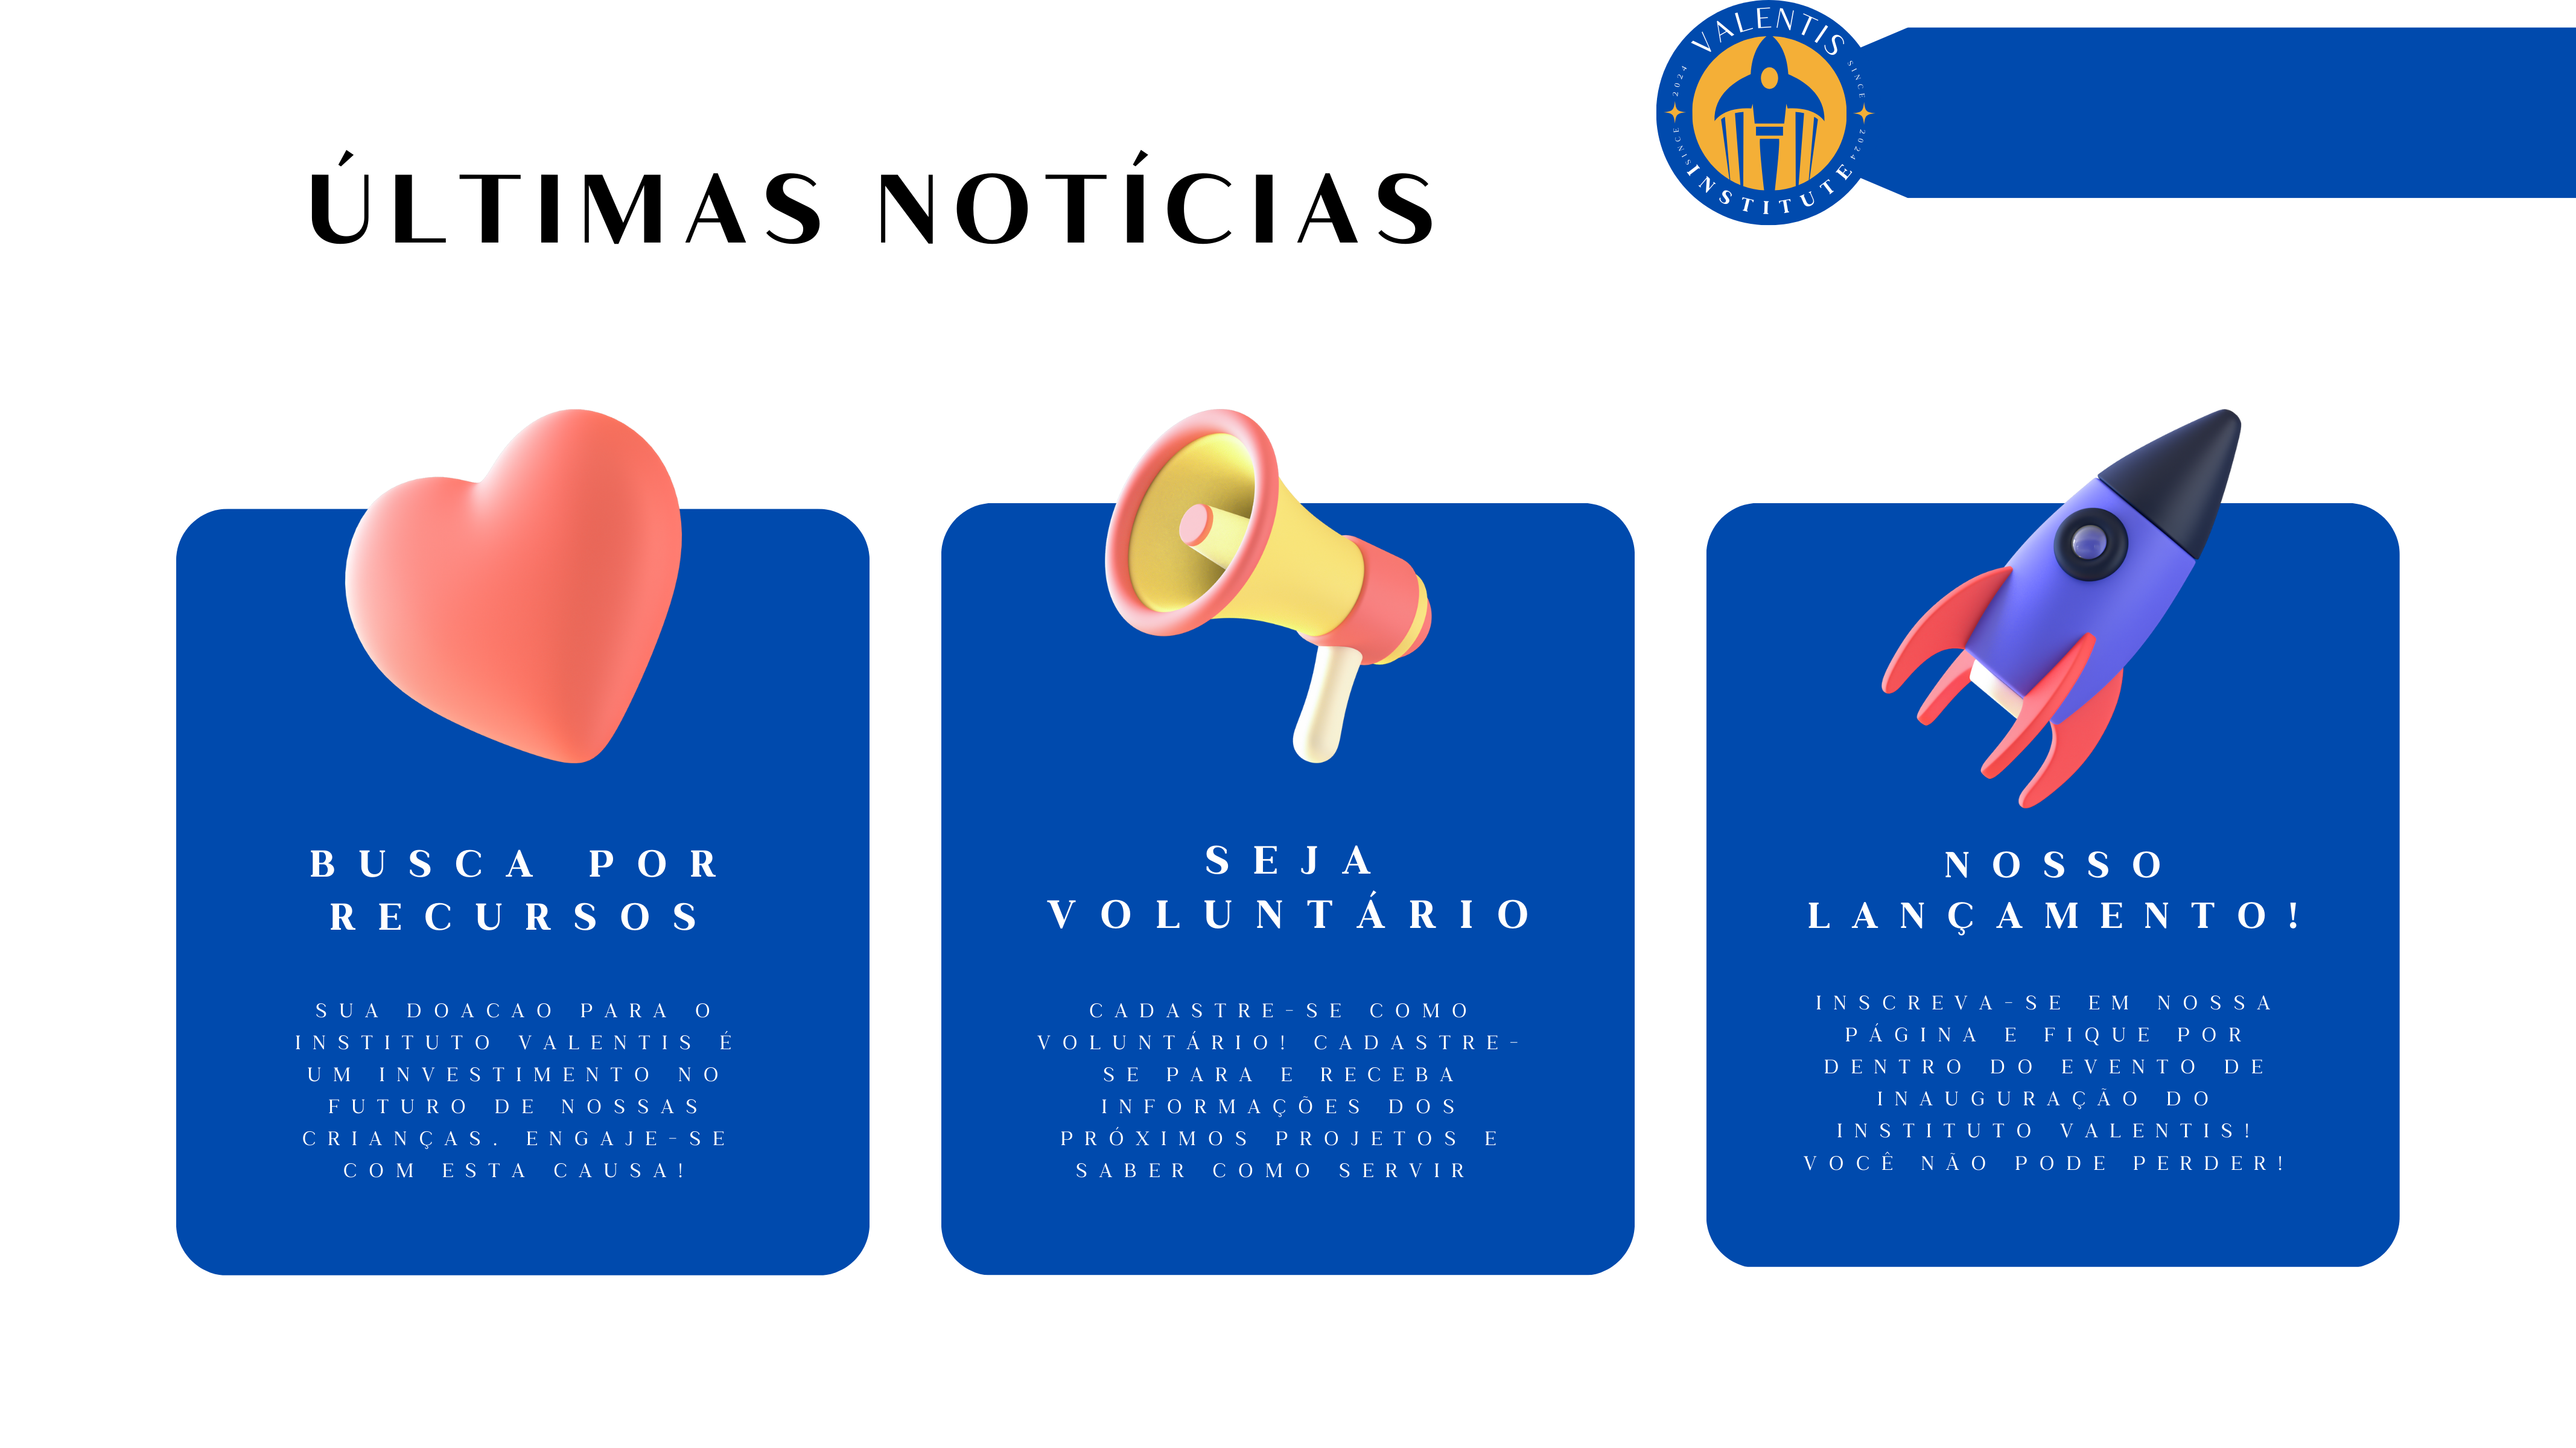 VALENTIS
SINCE 2024
SINCE 2024
INSTITUTE
ÚLTIMAS NOTÍCIAS
BUSCA POR
RECURSOS
SUA DOACAO PARA O
INSTITUTO VALENTIS É
UM INVESTIMENTO NO
FUTURO DE NOSSAS
CRIANÇAS. ENGAJE-SE
COM ESTA CAUSA!
SEJA
VOLUNTÁRIO
CADASTRE-SE COMO
VOLUNTÁRIO! CADASTRE-
SE PARA E RECEBA
INFORMAÇÕES DOS
PRÓXIMOS PROJETOS E
SABER COMO SERVIR
NOSSO
LANÇAMENTO!
INSCREVA-SE EM NOSSA
PÁGINA E FIQUE POR
DENTRO DO EVENTO DE
INAUGURAÇÃO DO
INSTITUTO VALENTIS!
VOCÊ NÃO PODE PERDER!